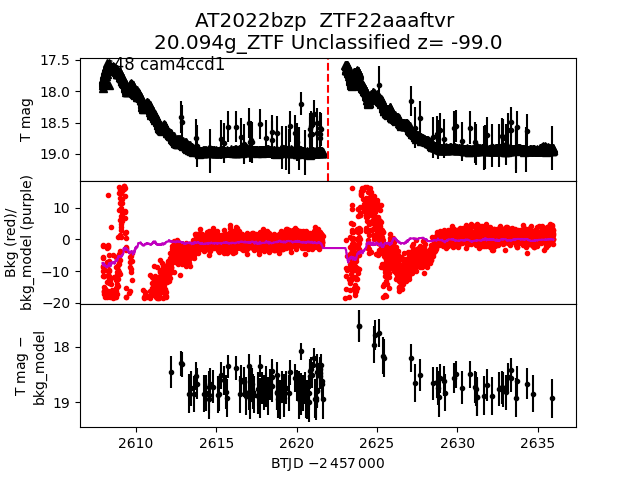 AT2022bzp  ZTF22aaaftvr
20.094g_ZTF Unclassified z= -99.0
48 cam4ccd1
T mag
17.5
18.0
18.5
19.0
Bkg (red)/
bkg_model (purple)
10
0
−10
−20
T mag −
bkg_model
18
19
2610
2615
2620
2625
2630
2635
BTJD −2 457 000